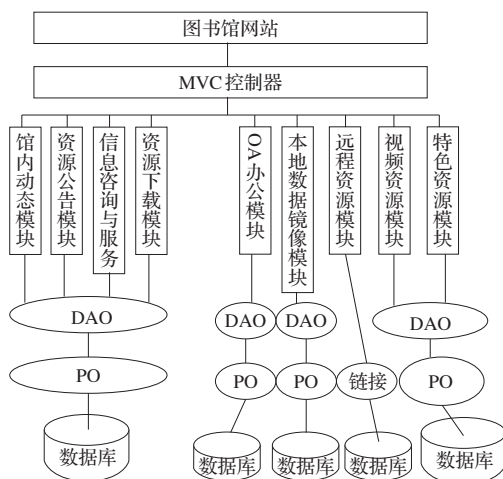 图书馆网站
MVC控制器
馆内动态模块
资源公告模块
信息咨询与服务
资源下载模块
OA办公模块
本地数据镜像模块
远程资源模块
视频资源模块
特色资源模块
DAO
DAO
DAO
DAO
PO
PO
PO
链接
PO
数据库
数据库
数据库
数据库
数据库